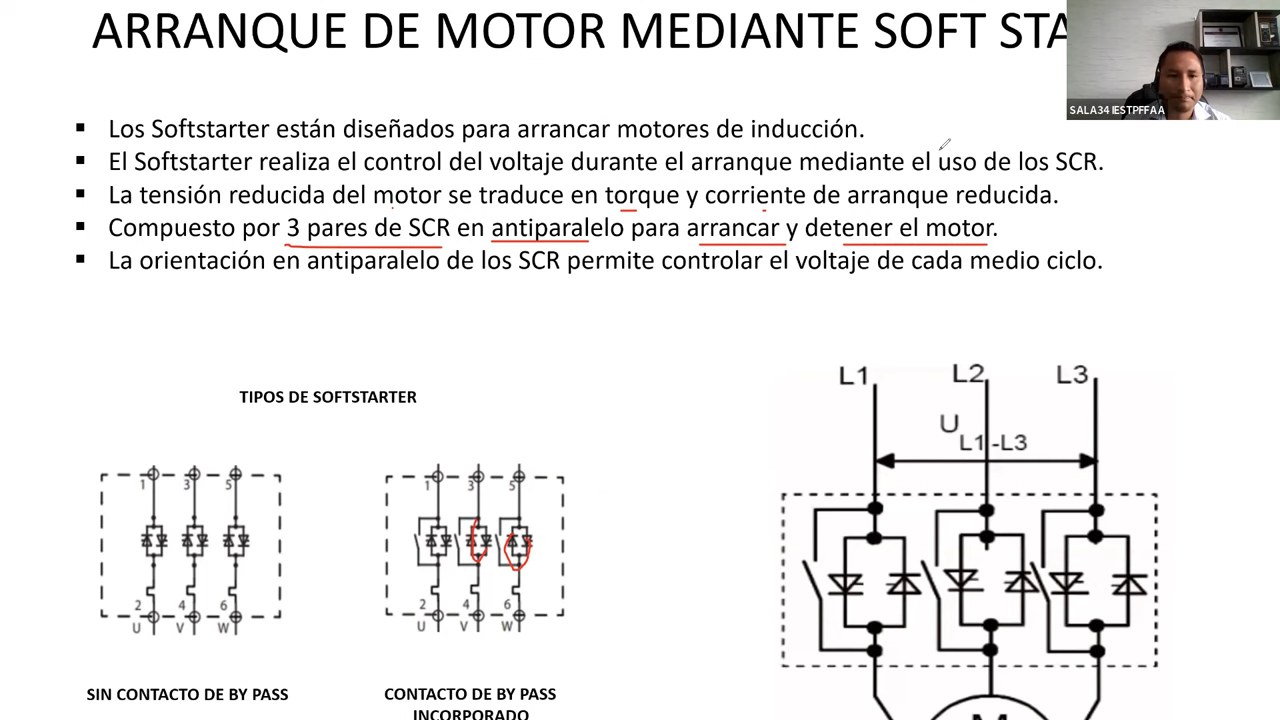 ARRANQUE DE MOTOR MEDIANTE SOFT STA
SALA34 IESTPFFAA
Los Softstarter están diseñados para arrancar motores de inducción.
El Softstarter realiza el control del voltaje durante el arranque mediante el uso de los SCR.
La tensión reducida del motor se traduce en torque y corriente de arranque reducida.
Compuesto por 3 pares de SCR en antiparalelo para arrancar y detener el motor.
La orientación en antiparalelo de los SCR permite controlar el voltaje de cada medio ciclo.
TIPOS DE SOFTSTARTER
1 3 5
2 4 6
U V W
SIN CONTACTO DE BY PASS
1 3 5
2 4 6
U V W
CONTACTO DE BY PASS
INCORPORADO
L1 L2 L3
U L1-L3
M